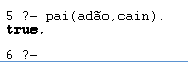 5 ?- pai(adão,cain).
true.
6 ?-